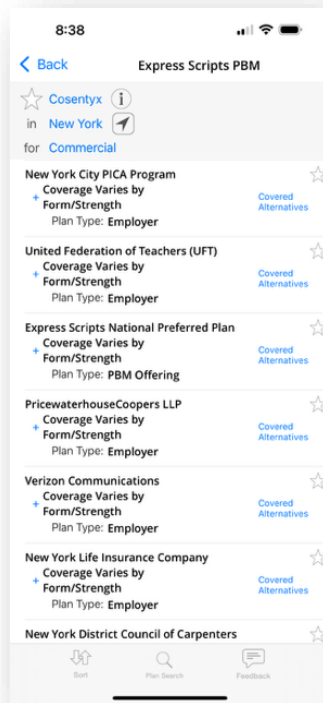 8:38
Back
Express Scripts PBM
Cosentyx i
in New York
for Commercial
New York City PICA Program
+ Coverage Varies by
Form/Strength
Covered
Alternatives
Plan Type: Employer
United Federation of Teachers (UFT)
+ Coverage Varies by
Form/Strength
Covered
Alternatives
Plan Type: Employer
Express Scripts National Preferred Plan
+ Coverage Varies by
Form/Strength
Covered
Alternatives
Plan Type: PBM Offering
PricewaterhouseCoopers LLP
+ Coverage Varies by
Form/Strength
Covered
Alternatives
Plan Type: Employer
Verizon Communications
+ Coverage Varies by
Form/Strength
Covered
Alternatives
Plan Type: Employer
New York Life Insurance Company
+ Coverage Varies by
Form/Strength
Covered
Alternatives
Plan Type: Employer
New York District Council of Carpenters
Sort
Plan Search
Feedback